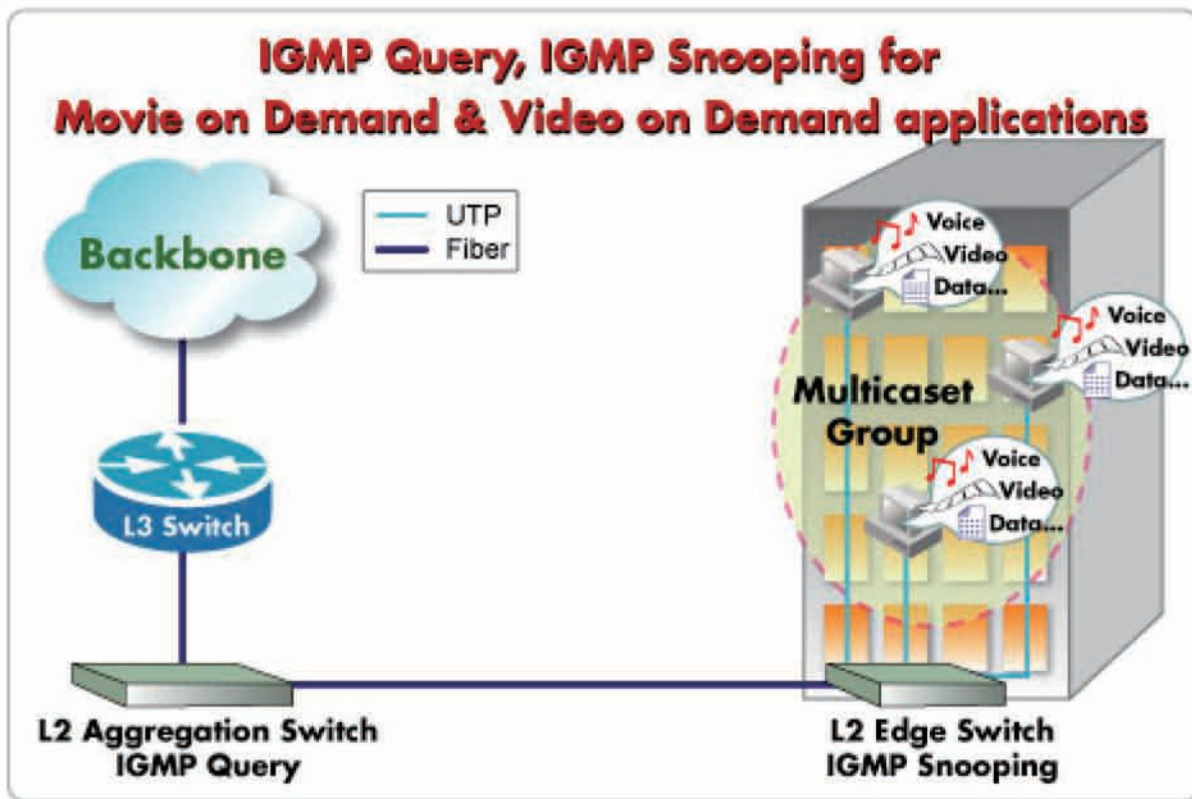 IGMP Query, IGMP Snooping for
Movie on Demand & Video on Demand applications
Backbone
UTP
Fiber
Voice
Video
Data...
Voice
Video
Data...
Multicaset
Group
Voice
Video
Data...
L3 Switch
L2 Aggregation Switch
IGMP Query
L2 Edge Switch
IGMP Snooping